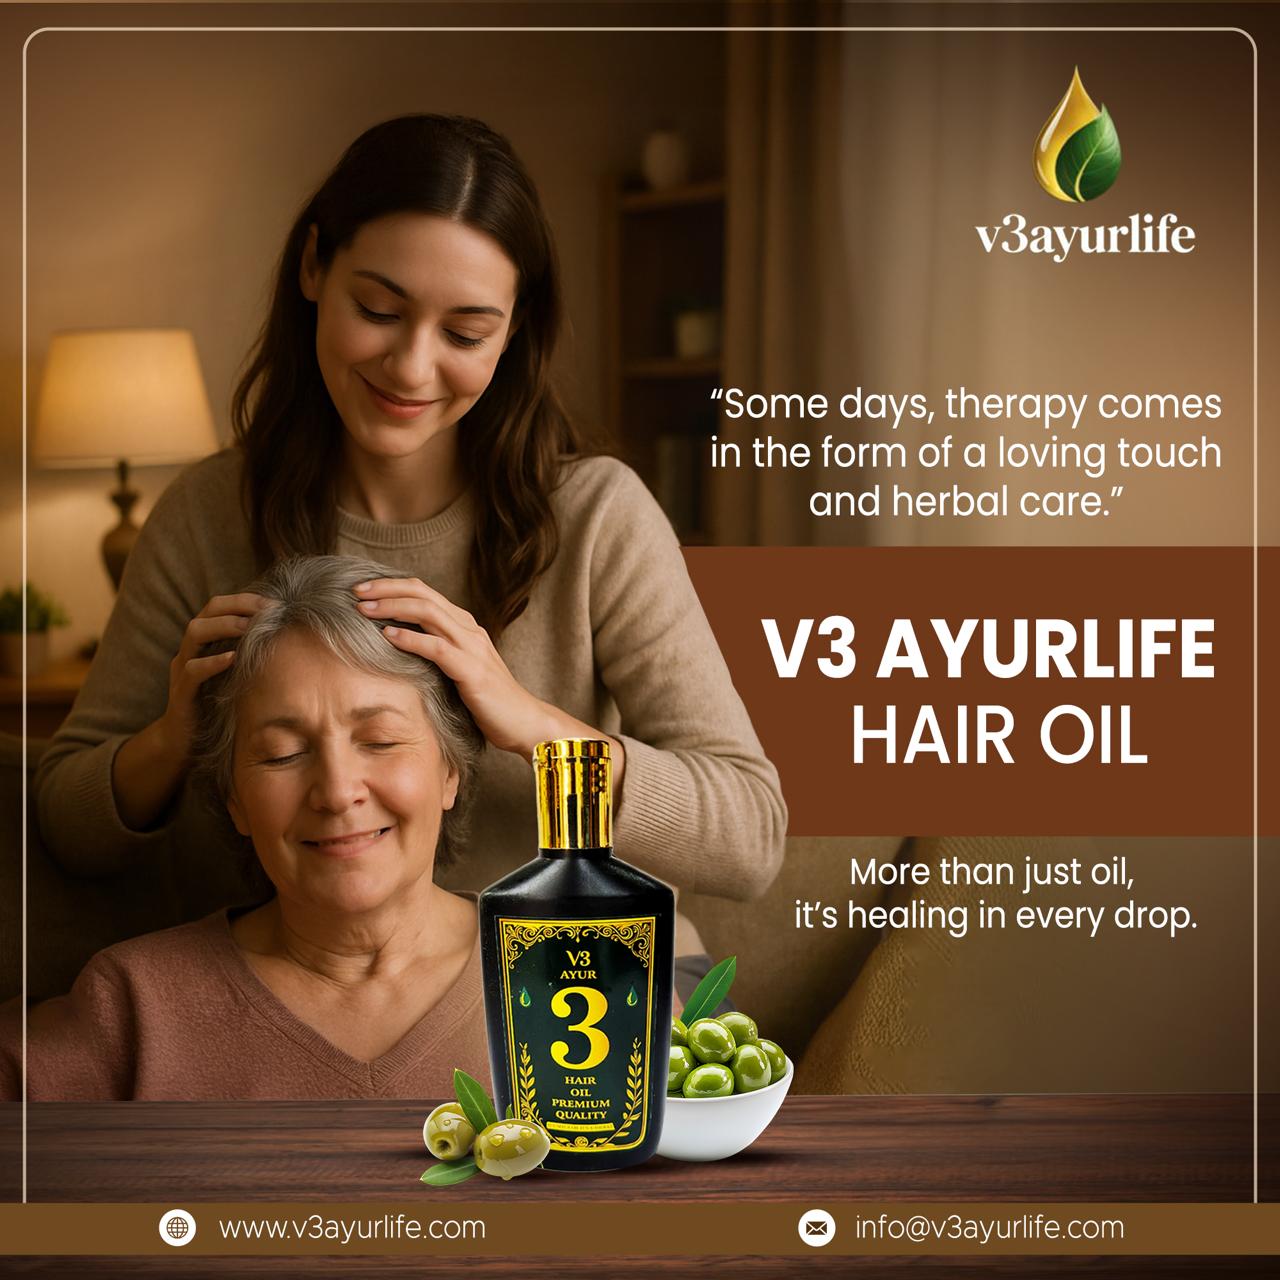 v3ayurlife
“Some days, therapy comes
in the form of a loving touch
and herbal care.”
V3 AYURLIFE
HAIR OIL
More than just oil,
it’s healing in every drop.
V3
AYUR
3
HAIR
OIL
PREMIUM
QUALITY
www.v3ayurlife.com
info@v3ayurlife.com